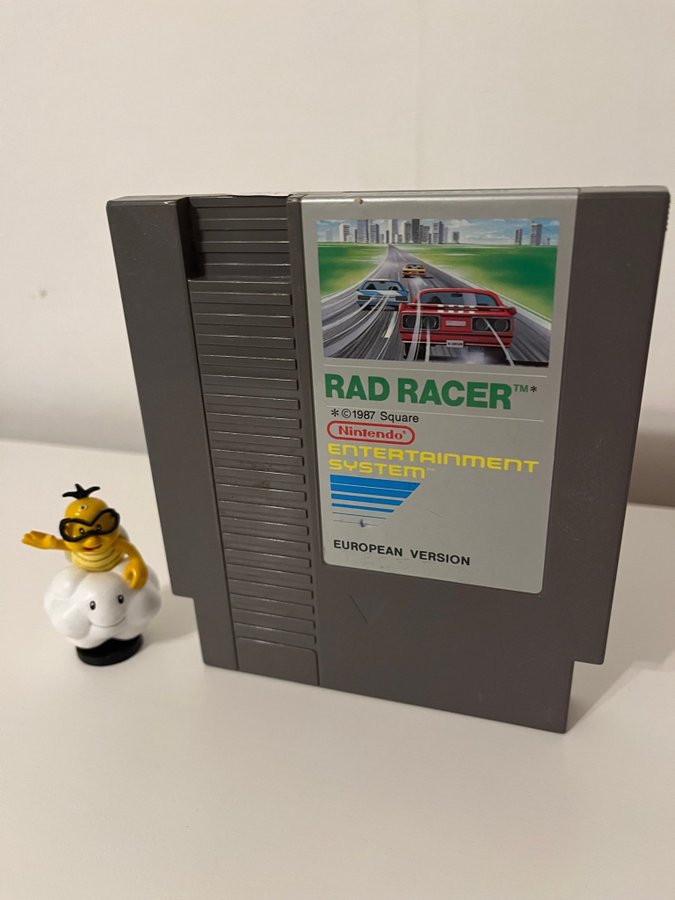 RAD RACER™*
*©1987 Square
Nintendo®
ENTERTAINMENT
SYSTEM™
EUROPEAN VERSION